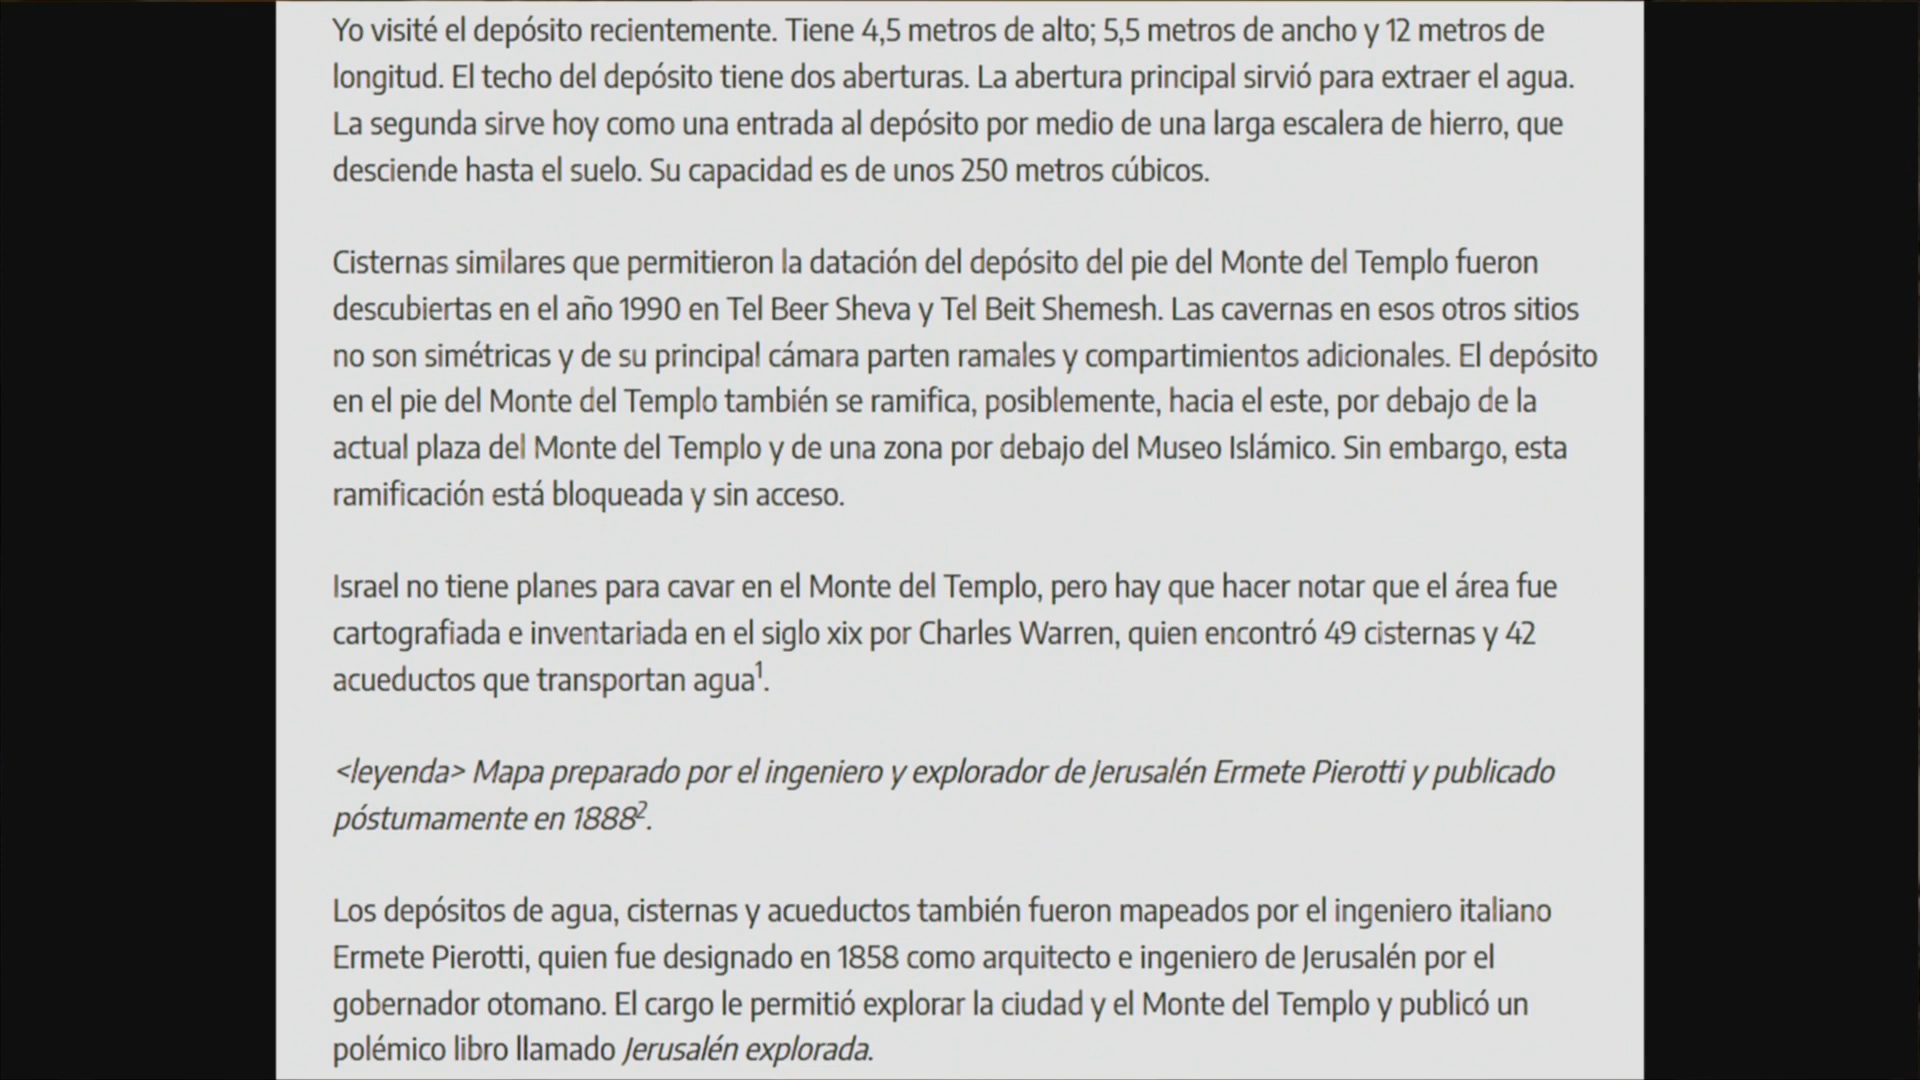 Yo visité el depósito recientemente. Tiene 4,5 metros de alto; 5,5 metros de ancho y 12 metros de
longitud. El techo del depósito tiene dos aberturas. La abertura principal sirvió para extraer el agua.
La segunda sirve hoy como una entrada al depósito por medio de una larga escalera de hierro, que
desciende hasta el suelo. Su capacidad es de unos 250 metros cúbicos.
Cisternas similares que permitieron la datación del depósito del pie del Monte del Templo fueron
descubiertas en el año 1990 en Tel Beer Sheva y Tel Beit Shemesh. Las cavernas en esos otros sitios
no son simétricas y de su principal cámara parten ramales y compartimientos adicionales. El depósito
en el pie del Monte del Templo también se ramifica, posiblemente, hacia el este, por debajo de la
actual plaza del Monte del Templo y de una zona por debajo del Museo Islámico. Sin embargo, esta
ramificación está bloqueada y sin acceso.
Israel no tiene planes para cavar en el Monte del Templo, pero hay que hacer notar que el área fue
cartografiada e inventariada en el siglo xix por Charles Warren, quien encontró 49 cisternas y 42
acueductos que transportan agua¹.
<leyenda> Mapa preparado por el ingeniero y explorador de Jerusalén Ermete Pierotti y publicado
póstumamente en 1888².
Los depósitos de agua, cisternas y acueductos también fueron mapeados por el ingeniero italiano
Ermete Pierotti, quien fue designado en 1858 como arquitecto e ingeniero de Jerusalén por el
gobernador otomano. El cargo le permitió explorar la ciudad y el Monte del Templo y publicó un
polémico libro llamado Jerusalén explorada.